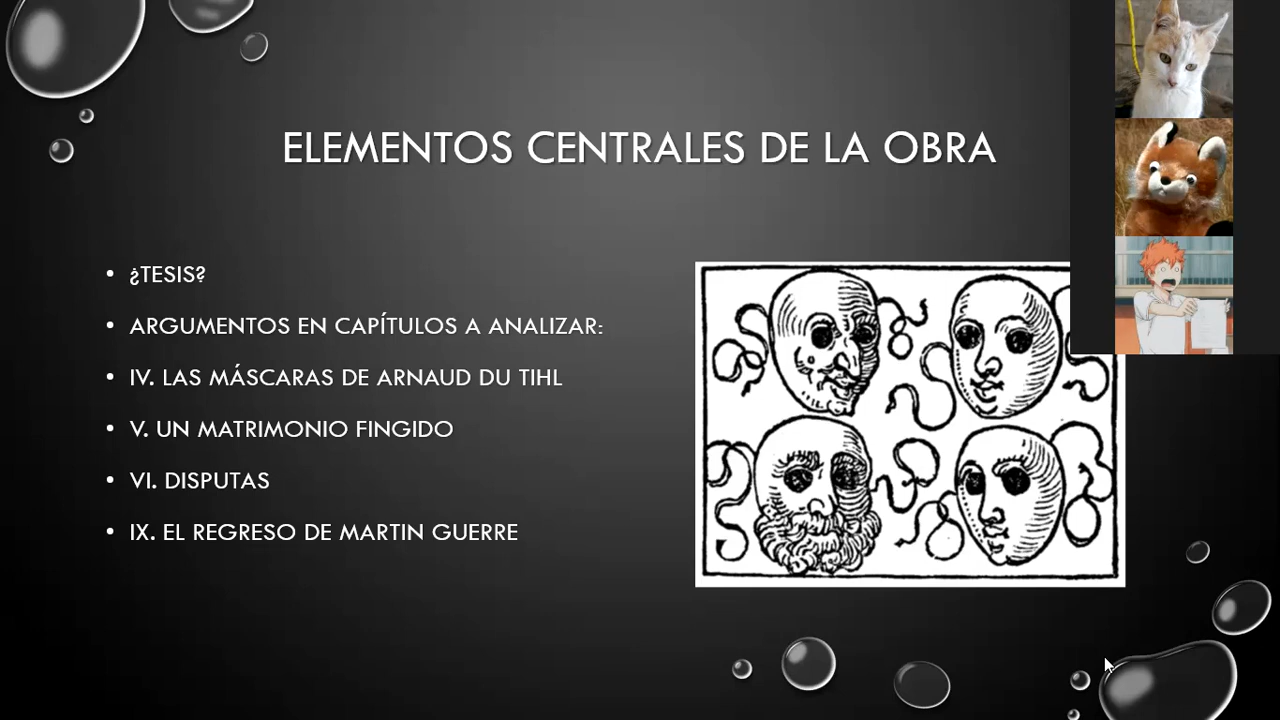 ELEMENTOS CENTRALES DE LA OBRA
• ¿TESIS?
• ARGUMENTOS EN CAPÍTULOS A ANALIZAR:
• IV. LAS MÁSCARAS DE ARNAUD DU TIHL
• V. UN MATRIMONIO FINGIDO
• VI. DISPUTAS
• IX. EL REGRESO DE MARTIN GUERRE